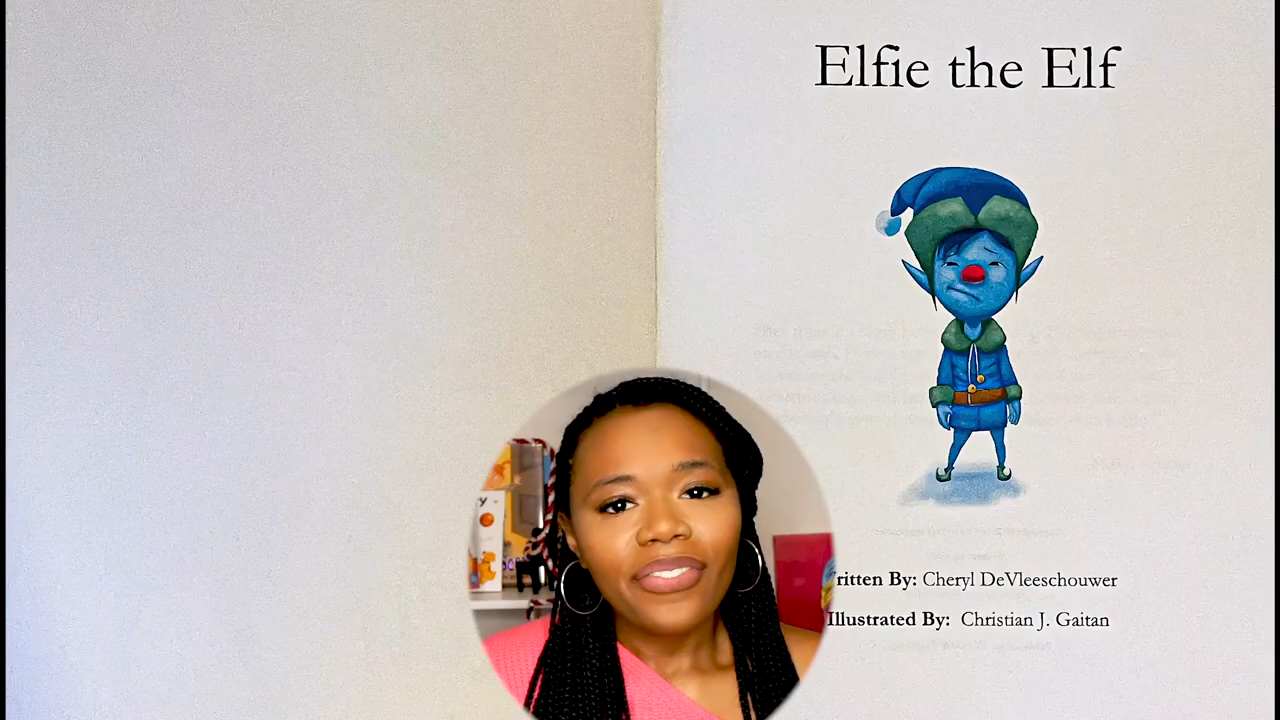 Elfie the Elf
ritten By: Cheryl DeVleeschouwer
Illustrated By: Christian J. Gaitan